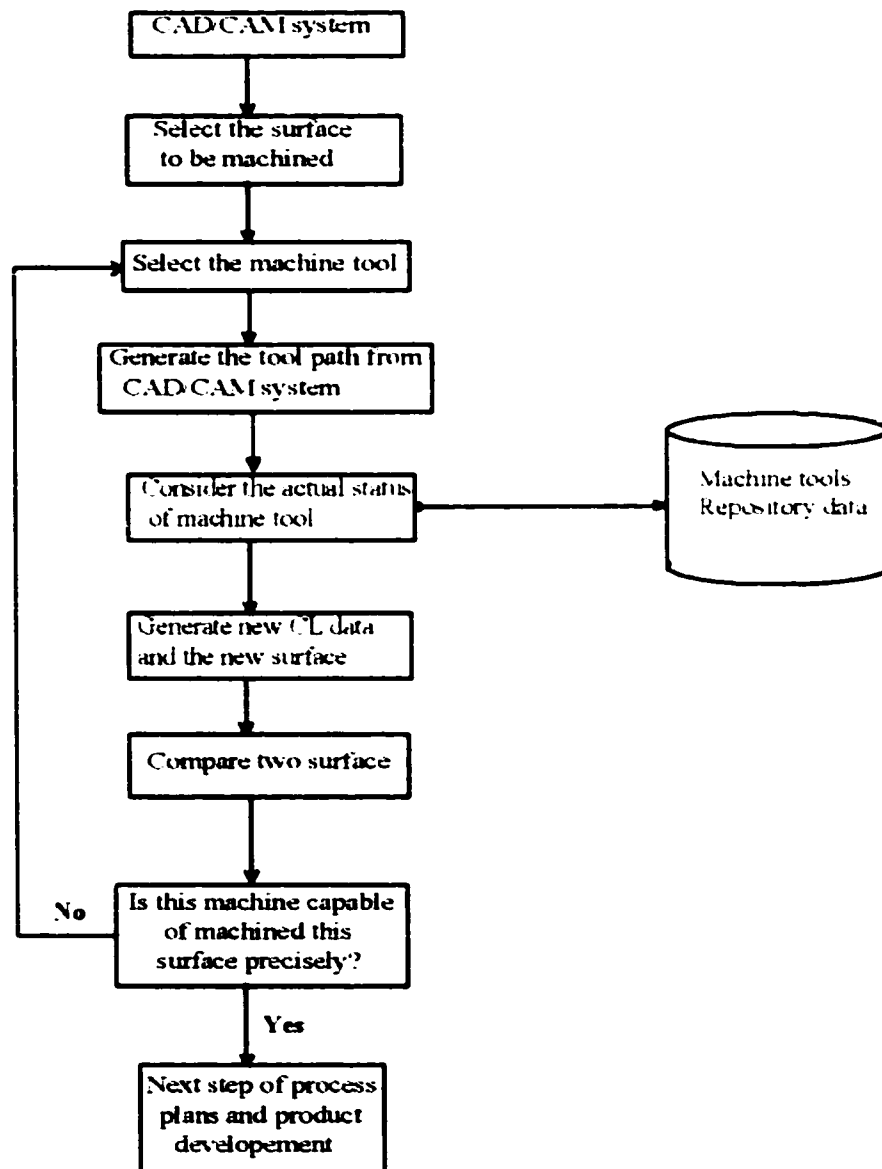 CAD/CAM system
Select the surface
to be machined
Select the machine tool
Generate the tool path from
CAD/CAM system
Consider the actual status
of machine tool
Machine tools
Repository data
Generate new CL data
and the new surface
Compare two surface
Is this machine capable
of machined this
surface precisely?
No
Yes
Next step of process
plans and product
developement